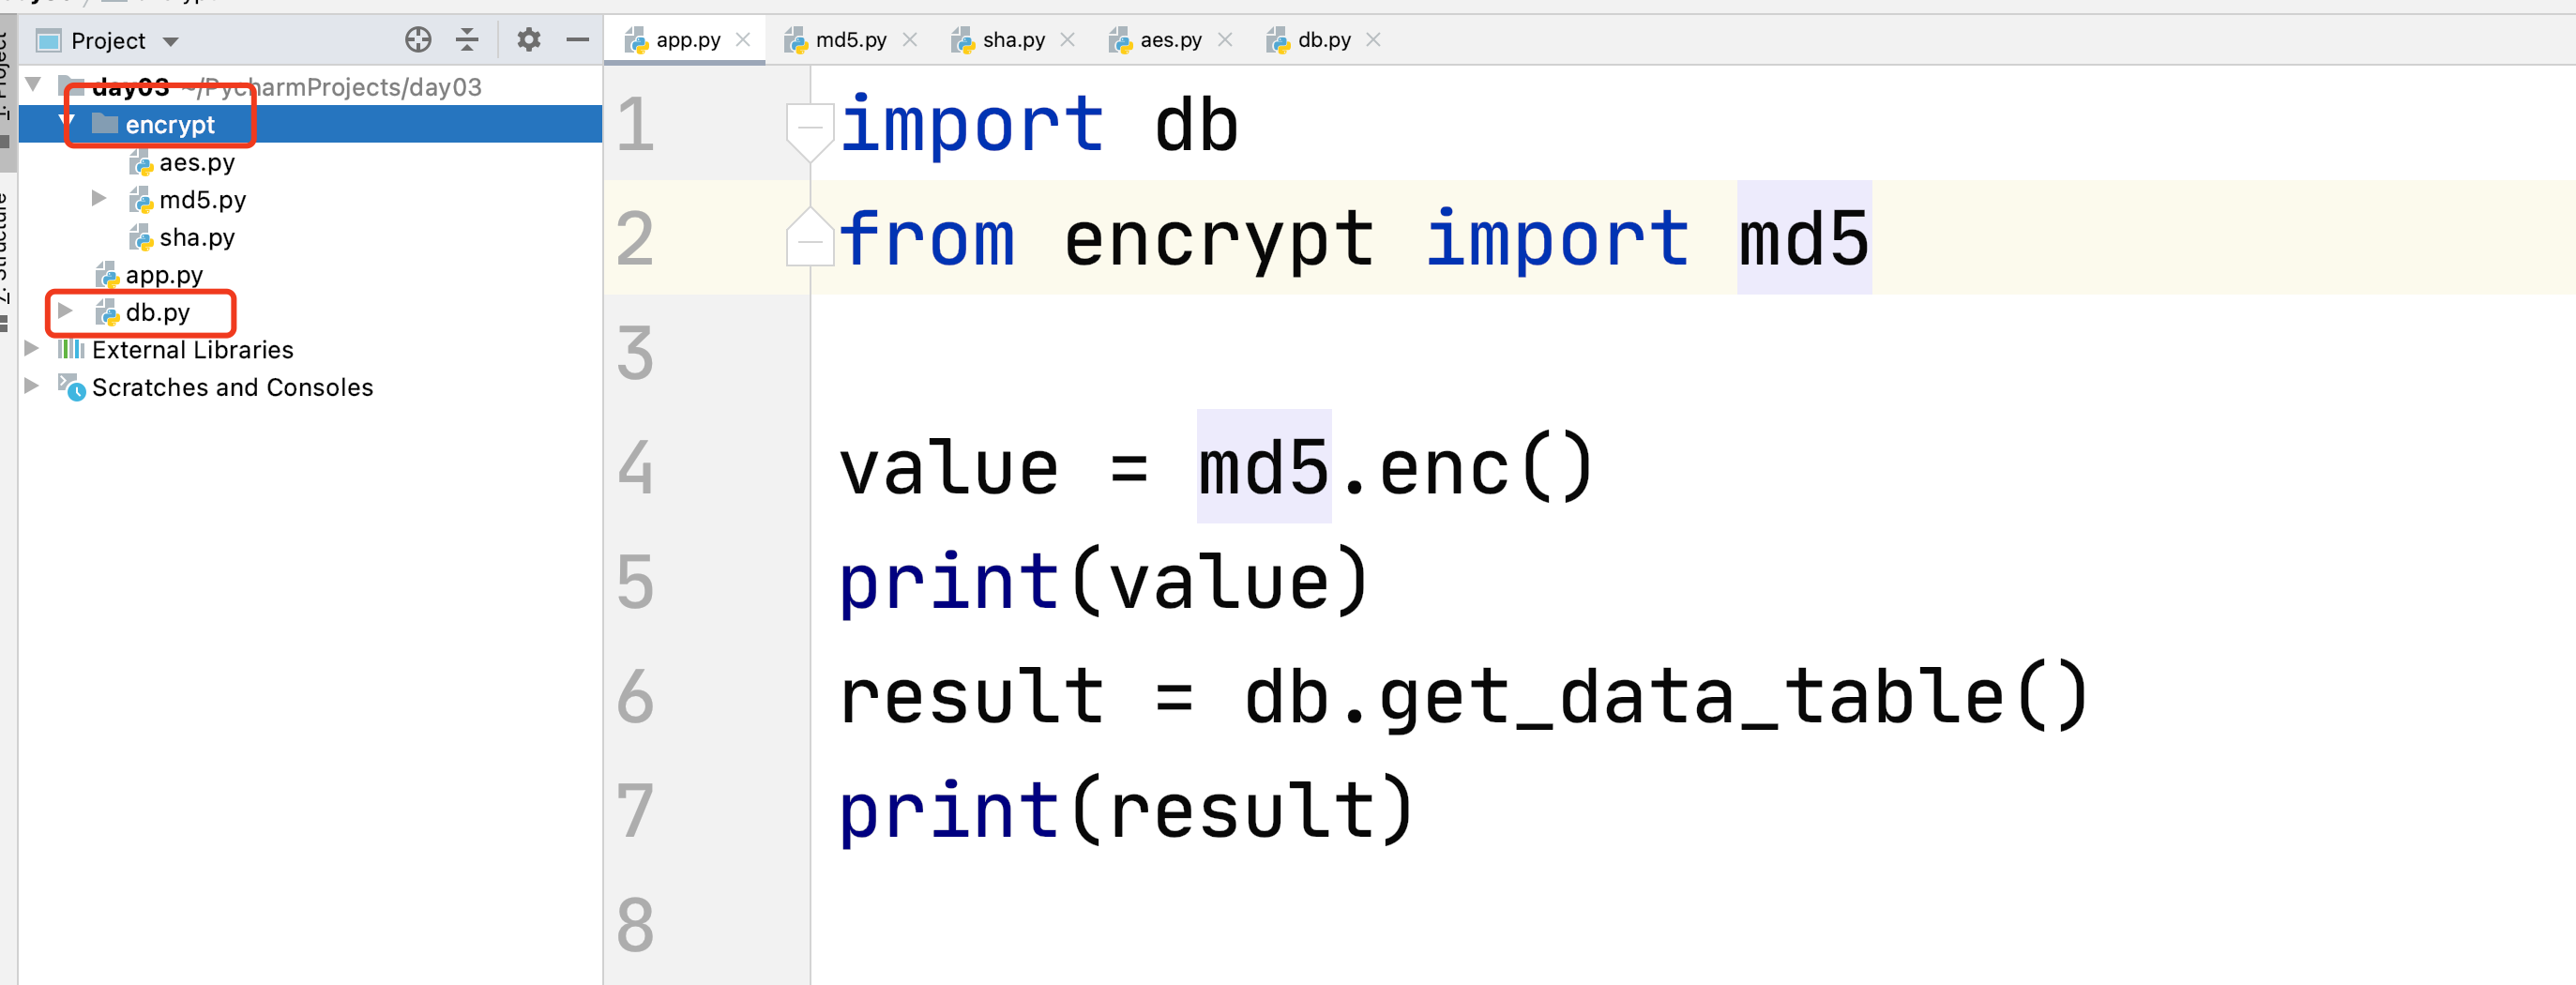 Project
app.py
md5.py
sha.py
aes.py
db.py
day03 ~/PycharmProjects/day03
encrypt
aes.py
md5.py
sha.py
app.py
db.py
External Libraries
Scratches and Consoles
1: Project
7: Structure
1 import db
2 from encrypt import md5
3
4 value = md5.enc()
5 print(value)
6 result = db.get_data_table()
7 print(result)
8